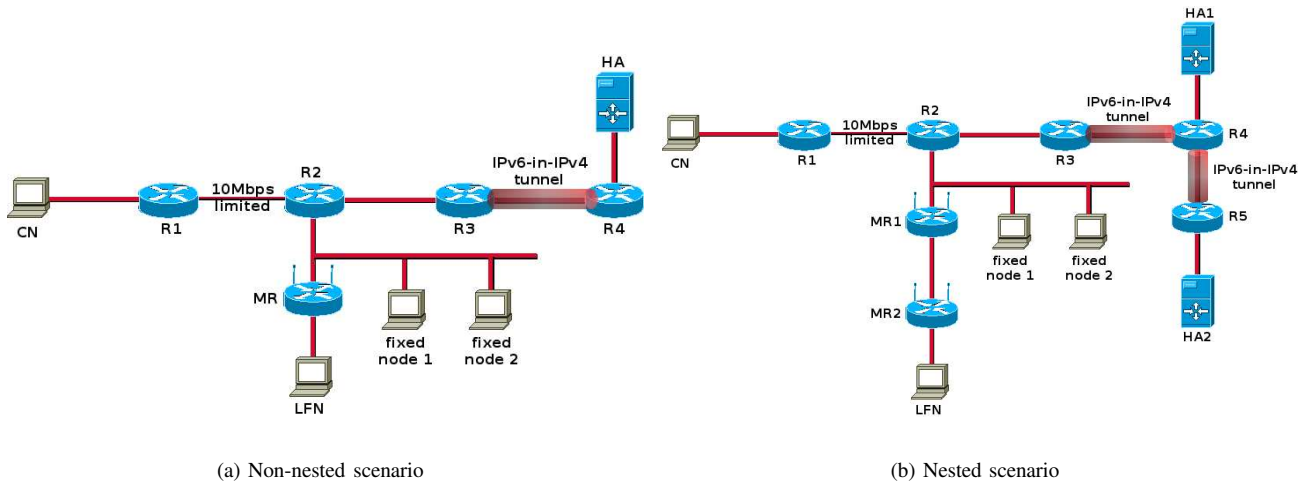 HA
IPv6-in-IPv4
tunnel
R2
10Mbps
limited
CN
R1
R3
R4
MR
fixed
node 1
fixed
node 2
LFN
(a) Non-nested scenario
HA1
IPv6-in-IPv4
tunnel
R2
10Mbps
limited
R4
CN
R1
R3
IPv6-in-IPv4
tunnel
MR1
R5
fixed
node 1
fixed
node 2
MR2
HA2
LFN
(b) Nested scenario